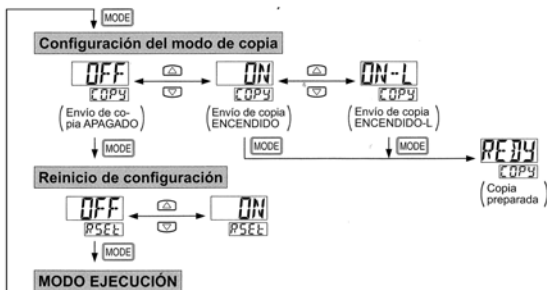 MODE
Configuración del modo de copia
OFF ON ON-L
COPY COPY COPY
(Envío de co-
pia APAGADO)
(Envio de copia
ENCENDIDO)
(Envío de copia
ENCENDIDO-L)
MODE MODE MODE
REDY
COPY
(Copia
preparada)
Reinicio de configuración
OFF ON
RSEt RSEt
MODE
MODO EJECUCIÓN